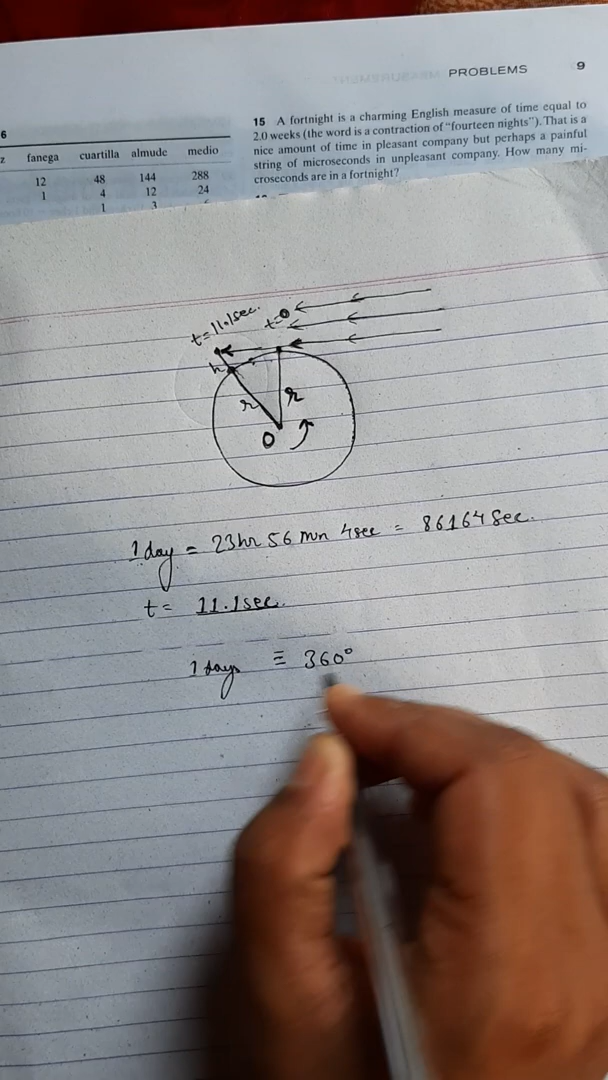 PROBLEMS 9
6
z fanega cuartilla almude medio
12 48 144 288
1 4 12 24
1 3
15 A fortnight is a charming English measure of time equal to
2.0 weeks (the word is a contraction of "fourteen nights"). That is a
nice amount of time in pleasant company but perhaps a painful
string of microseconds in unpleasant company. How many mi-
croseconds are in a fortnight?
t=11.1sec. t=0
h
r r
O
1 day = 23hr 56 min 4sec = 86164 sec.
t = 11.1sec.
1 days ≡ 360°